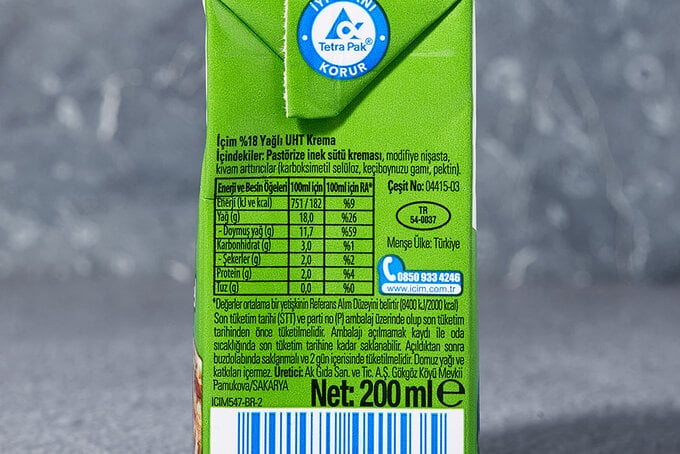 Tetra Pak®
KORUR
İçim %18 Yağlı UHT Krema
İçindekiler: Pastörize inek sütü kreması, modifiye nişasta,
kıvam arttırıcılar (karboksimetil selüloz, keçiboynuzu gamı, pektin).
Enerji ve Besin Öğeleri 100ml için 100ml için RA*
Enerji (kJ ve kcal) 751 / 182 %9
Yağ (g) 18,0 %26
- Doymuş yağ (g) 11,7 %59
Karbonhidrat (g) 3,0 %1
- Şekerler (g) 2,0 %2
Protein (g) 2,0 %4
Tuz (g) 0,0 %0
Çeşit No: 04415-03
TR
54-0037
Menşe Ülke: Türkiye
0850 933 4246
www.icim.com.tr
*Değerler ortalama bir yetişkinin Referans Alım Düzeyini belirtir (8400 kJ/2000 kcal)
Son tüketim tarihi (STT) ve parti no (P) ambalaj üzerinde olup son tüketim
tarihinden önce tüketilmelidir. Ambalajı açılmamak kaydı ile oda
sıcaklığında son tüketim tarihine kadar saklanabilir. Açıldıktan sonra
buzdolabında saklanmalı ve 2 gün içerisinde tüketilmelidir. Domuz yağı ve
katkıları içermez. Üretici: Ak Gıda San. ve Tic. A.Ş. Gökgöz Köyü Mevkii
Pamukova/SAKARYA
Net: 200 ml e
ICIM547-BR-2